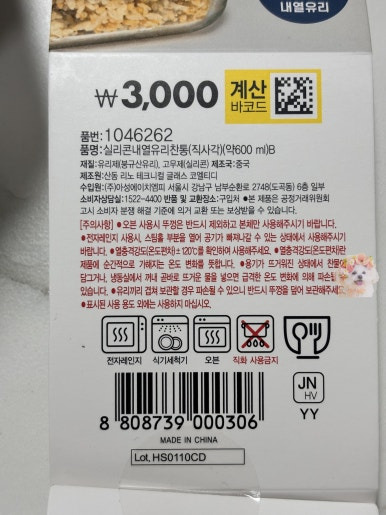 내열유리
₩3,000
계산
바코드
품번: 1046262
품명:실리콘내열유리찬통(직사각)(약600 ml)B
재질:유리제(붕규산유리), 고무제(실리콘) 제조국:중국
제조원:산동 리노 테크니컬 글래스 코엘티디
수입원:(주)아성에이치엠피 서울시 강남구 남부순환로 2748(도곡동) 6층 일부
소비자상담실:1522-4400 반품 및 교환장소:구입처 ●본 제품은 공정거래위원회
고시 소비자 분쟁 해결 기준에 의거 교환 또는 보상받을 수 있습니다.
[주의사항] ●오븐 사용시 뚜껑은 반드시 제외하고 본체만 사용해주시기 바랍니다.
●전자레인지 사용시, 스팀홀 부분을 열어 공기가 빠져나갈 수 있는 상태에서 사용해주시기
바랍니다. ●열충격강도(온도편차)±120℃를 확인하여 사용해주시기 바랍니다. ●열충격강도(온도편차)란
제품에 순간적으로 가해지는 온도 변화를 뜻합니다. ●용기가 뜨거워진 상태에서 찬물에
담그거나, 냉동실에서 꺼내 곧바로 뜨거운 물을 넣으면 급격한 온도 변화에 의해 파손될 수
있습니다. ●유리끼리 겹쳐 보관할 경우 파손될 수 있으니 반드시 뚜껑을 덮어 보관해주세요.
●표시된 사용 용도 외에는 사용하지 마십시오.
전자레인지 식기세척기 오븐 직화 사용금지
JN
HV
YY
8 808739 000306
MADE IN CHINA
Lot. HS0110CD